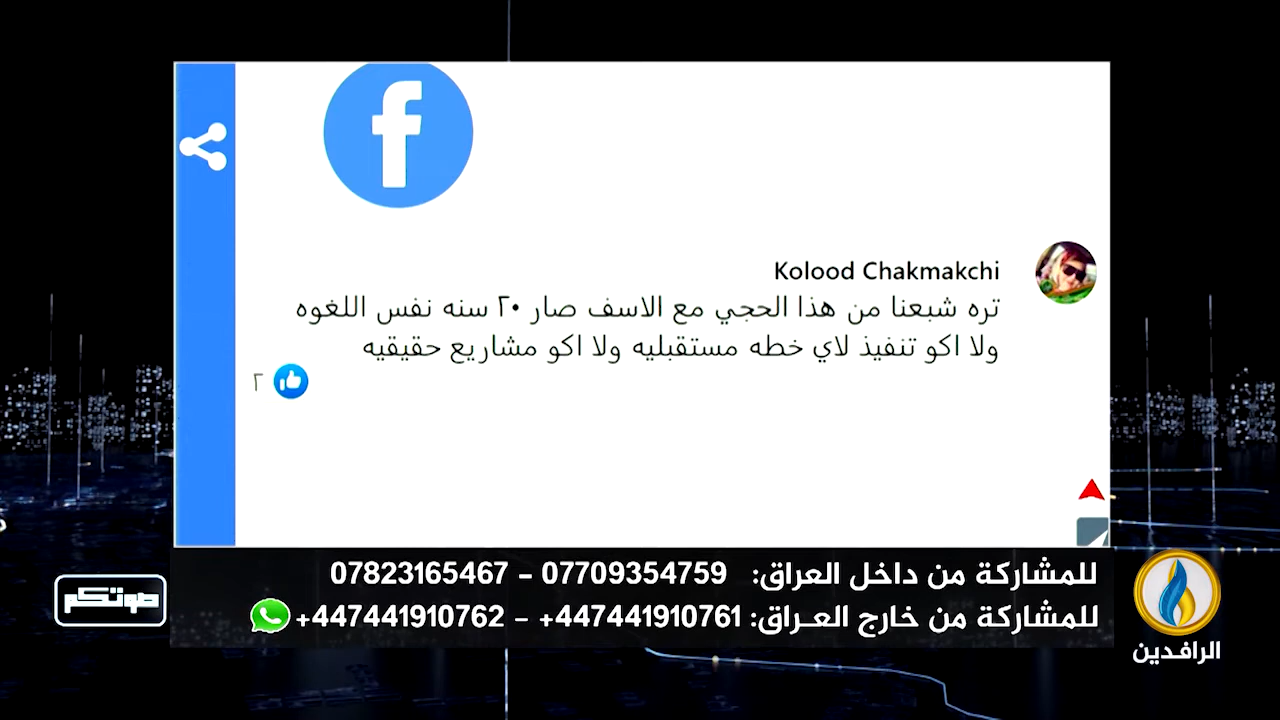 f
Kolood Chakmakchi
تره شبعنا من هذا الحجي مع الاسف صار ٢٠ سنه نفس اللغوه
ولا اكو تنفيذ لاي خطه مستقبليه ولا اكو مشاريع حقيقيه
٢
للمشاركة من داخل العراق: 07709354759 - 07823165467
للمشاركة من خارج العـراق: 447441910761+ - 447441910762+
صوتكم
الرافدين